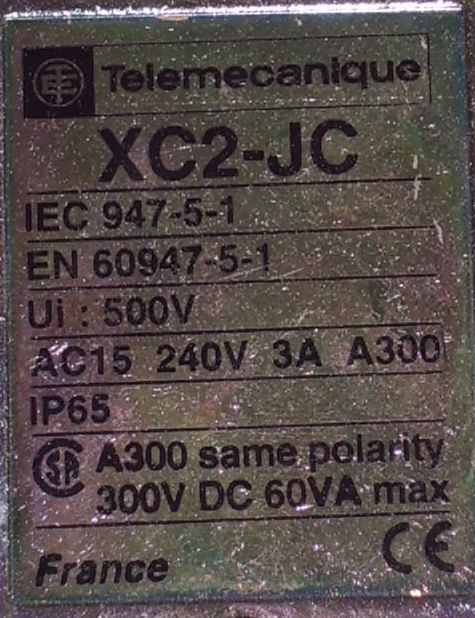 Telemecanique
XC2-JC
IEC 947-5-1
EN 60947-5-1
Ui : 500V
AC15 240V 3A A300
IP65
A300 same polarity
300V DC 60VA max
France CE